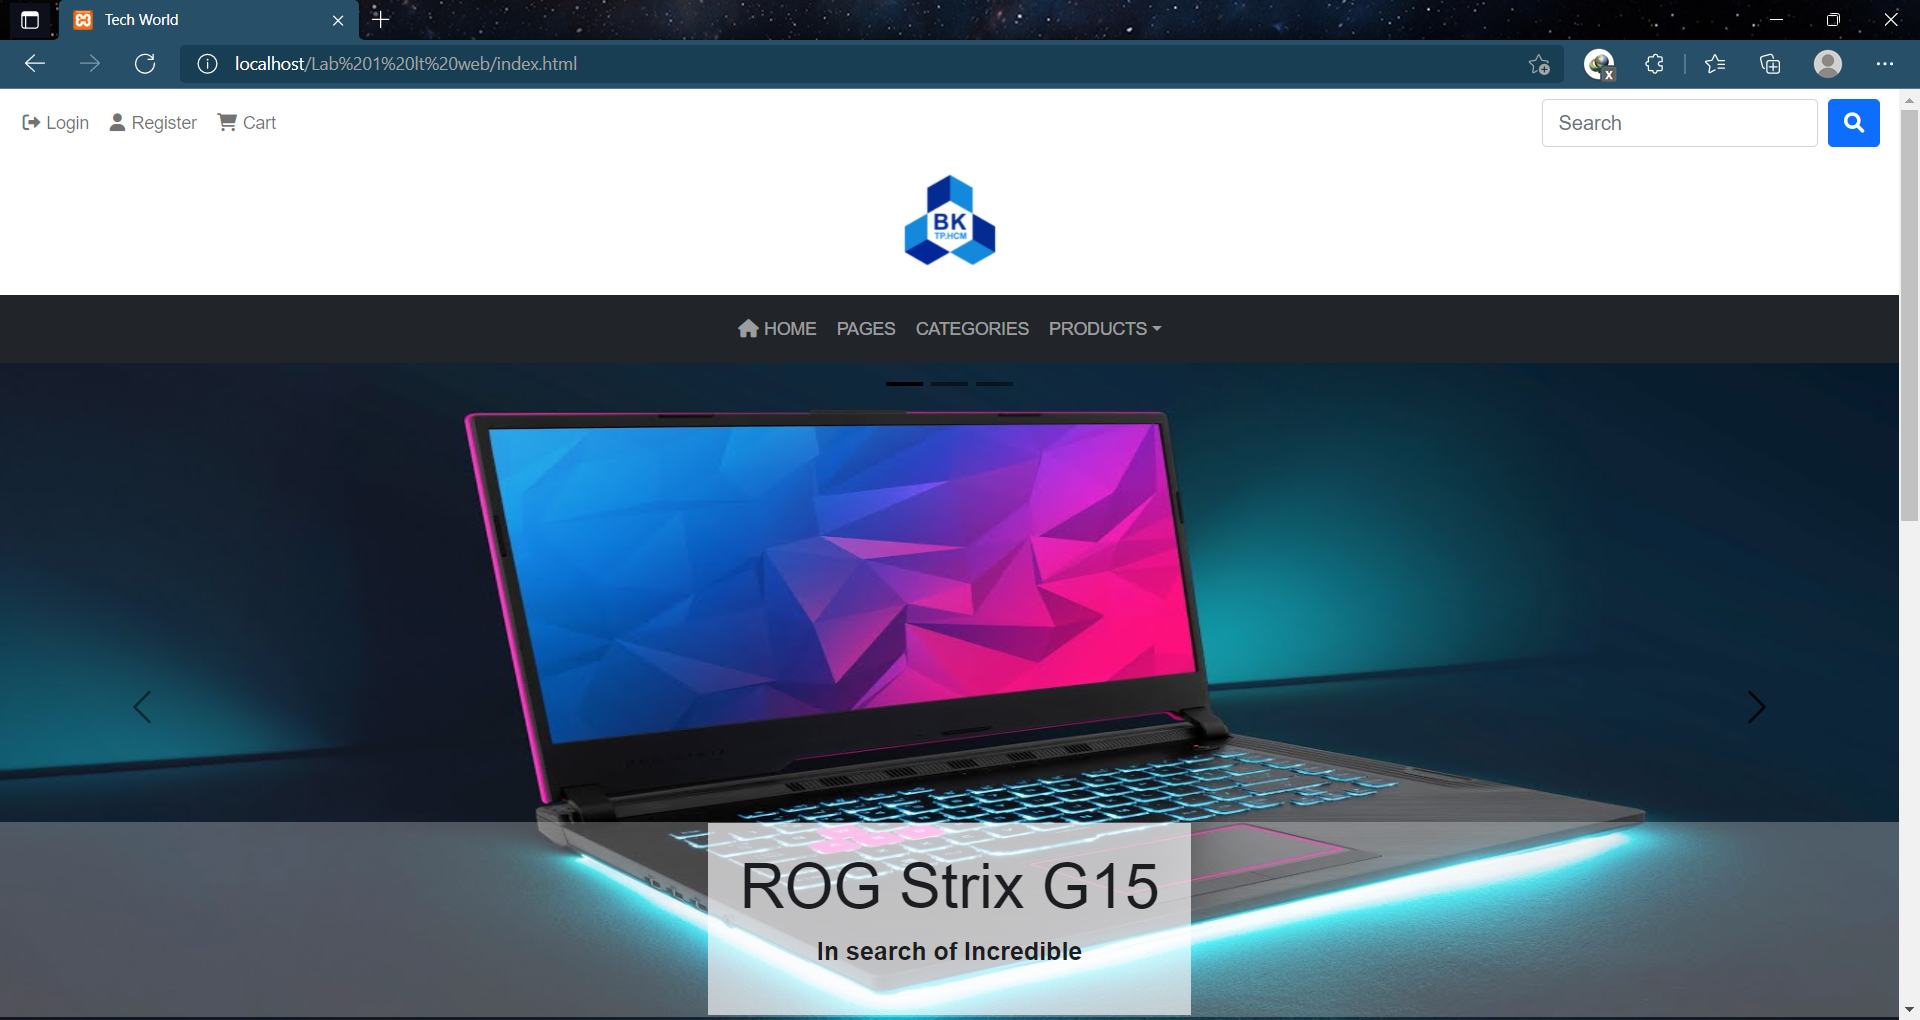 Tech World
localhost/Lab%201%20lt%20web/index.html
Login Register Cart
Search
BK
TP.HCM
HOME PAGES CATEGORIES PRODUCTS
ROG Strix G15
In search of Incredible